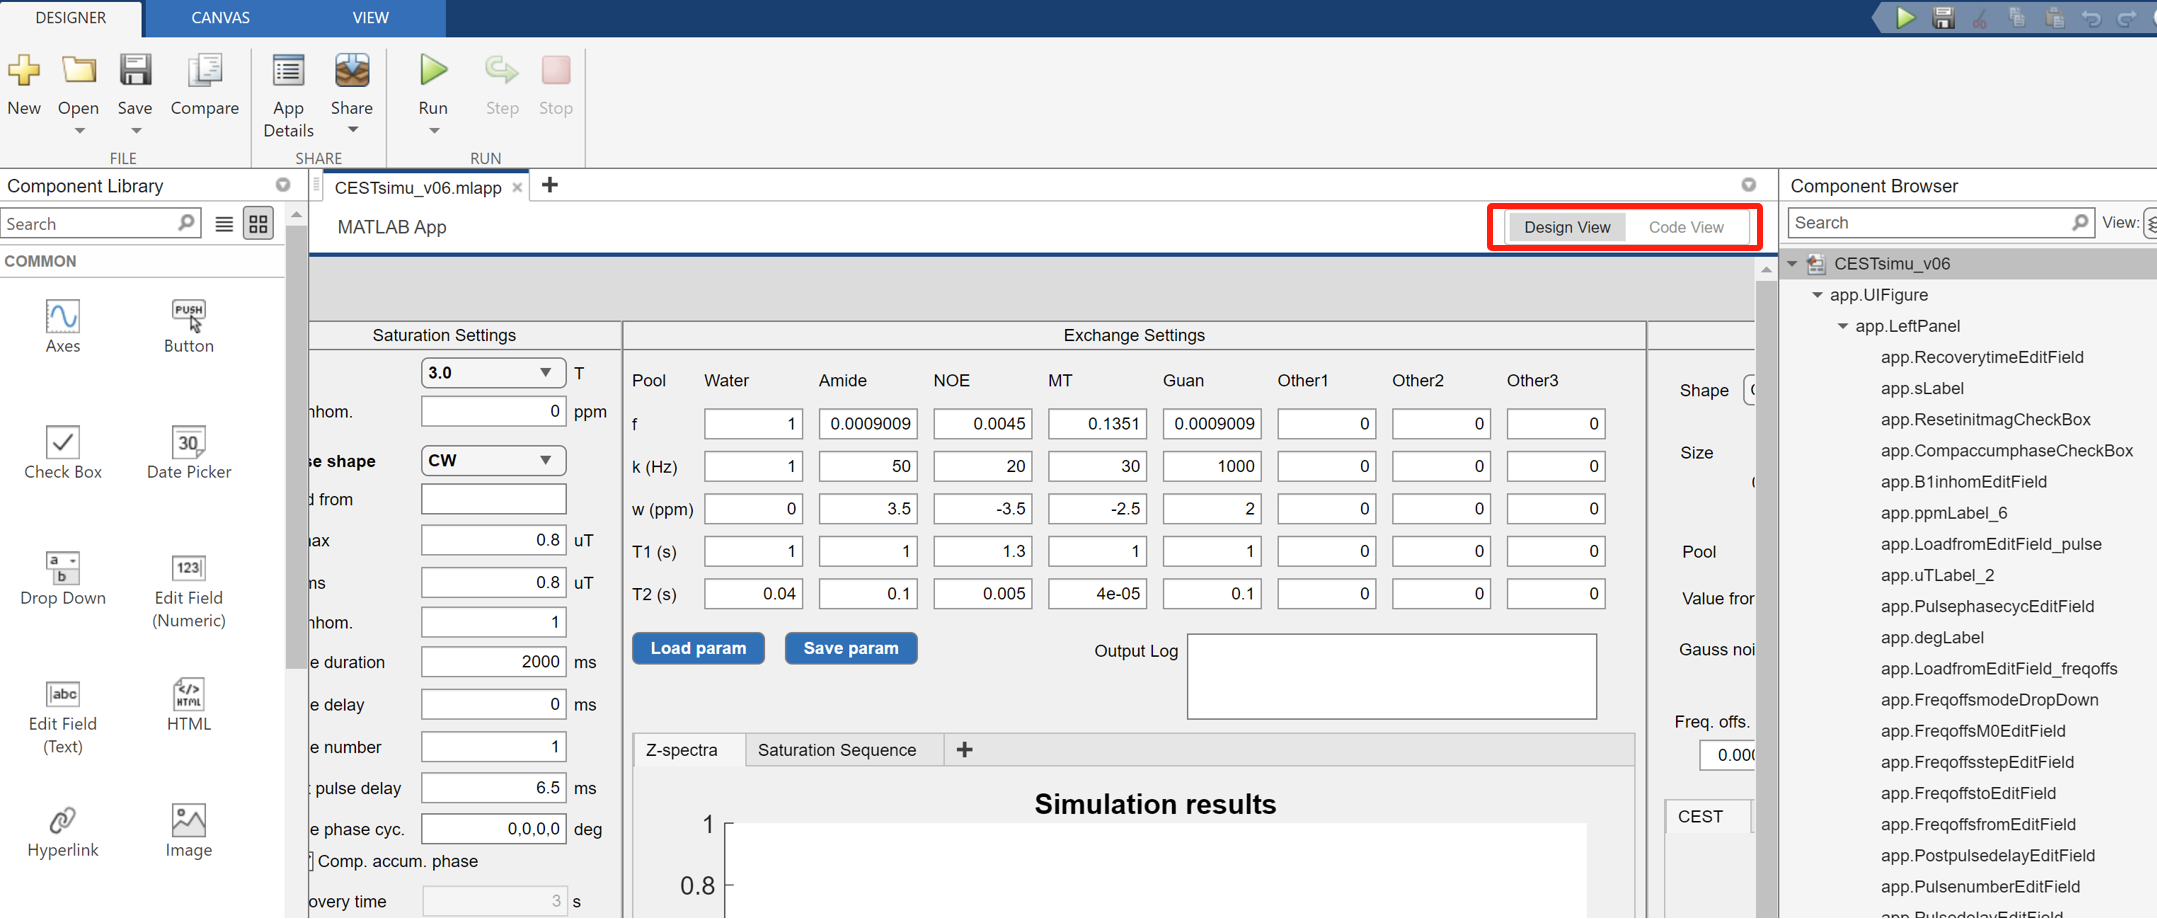 DESIGNER CANVAS VIEW
New Open Save Compare App Details Share Run Step Stop
FILE SHARE RUN
Component Library
Search
COMMON
Axes Button
Check Box Date Picker
Drop Down Edit Field (Numeric)
Edit Field (Text) HTML
Hyperlink Image
CESTsimu_v06.mlapp
MATLAB App
Design View Code View
Saturation Settings
3.0 T
nhom. 0 ppm
se shape CW
d from
ax 0.8 uT
ns 0.8 uT
nhom. 1
e duration 2000 ms
e delay 0 ms
e number 1
t pulse delay 6.5 ms
e phase cyc. 0,0,0,0 deg
Comp. accum. phase
overy time 3 s
Exchange Settings
Pool Water Amide NOE MT Guan Other1 Other2 Other3
f 1 0.0009009 0.0045 0.1351 0.0009009 0 0 0
k (Hz) 1 50 20 30 1000 0 0 0
w (ppm) 0 3.5 -3.5 -2.5 2 0 0 0
T1 (s) 1 1 1.3 1 1 0 0 0
T2 (s) 0.04 0.1 0.005 4e-05 0.1 0 0 0
Load param Save param Output Log
Z-spectra Saturation Sequence
Simulation results
1
0.8
Shape
Size
Pool
Value fror
Gauss noi
Freq. offs.
0.000
CEST
Component Browser
Search View:
CESTsimu_v06
app.UIFigure
app.LeftPanel
app.RecoverytimeEditField
app.sLabel
app.ResetinitmagCheckBox
app.CompaccumphaseCheckBox
app.B1inhomEditField
app.ppmLabel_6
app.LoadfromEditField_pulse
app.uTLabel_2
app.PulsephasecycEditField
app.degLabel
app.LoadfromEditField_freqoffs
app.FreqoffsmodeDropDown
app.FreqoffsM0EditField
app.FreqoffsstepEditField
app.FreqoffstoEditField
app.FreqoffsfromEditField
app.PostpulsedelayEditField
app.PulsenumberEditField
app.PulsedelayEditField